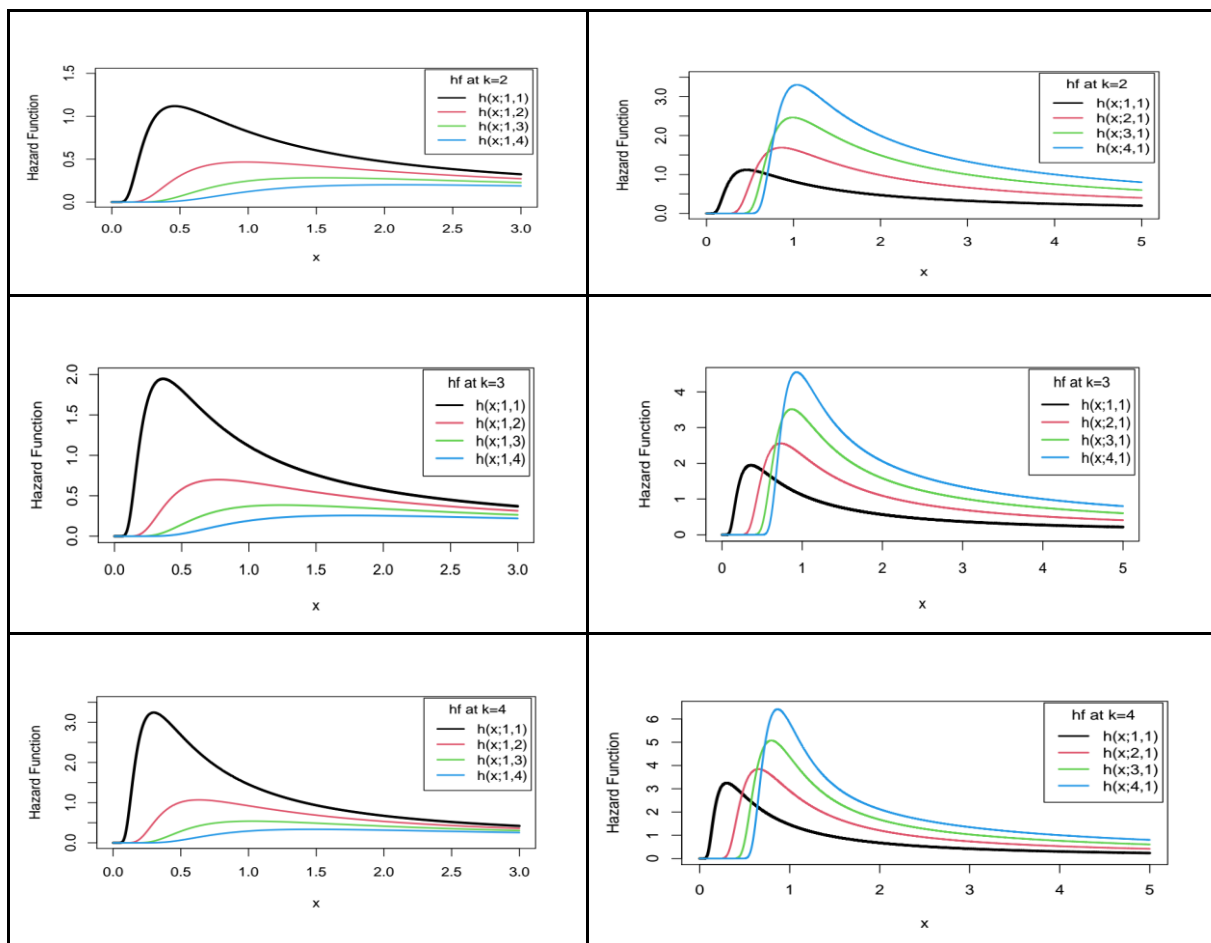 hf at k=2
h(x;1,1)
h(x;1,2)
h(x;1,3)
h(x;1,4)
Hazard Function
1.5
1.0
0.5
0.0
0.0 0.5 1.0 1.5 2.0 2.5 3.0
x
hf at k=2
h(x;1,1)
h(x;2,1)
h(x;3,1)
h(x;4,1)
Hazard Function
3.0
2.0
1.0
0.0
0 1 2 3 4 5
x
hf at k=3
h(x;1,1)
h(x;1,2)
h(x;1,3)
h(x;1,4)
Hazard Function
2.0
1.5
1.0
0.5
0.0
0.0 0.5 1.0 1.5 2.0 2.5 3.0
x
hf at k=3
h(x;1,1)
h(x;2,1)
h(x;3,1)
h(x;4,1)
Hazard Function
4
3
2
1
0
0 1 2 3 4 5
x
hf at k=4
h(x;1,1)
h(x;1,2)
h(x;1,3)
h(x;1,4)
Hazard Function
3.0
2.0
1.0
0.0
0.0 0.5 1.0 1.5 2.0 2.5 3.0
x
hf at k=4
h(x;1,1)
h(x;2,1)
h(x;3,1)
h(x;4,1)
Hazard Function
6
5
4
3
2
1
0
0 1 2 3 4 5
x